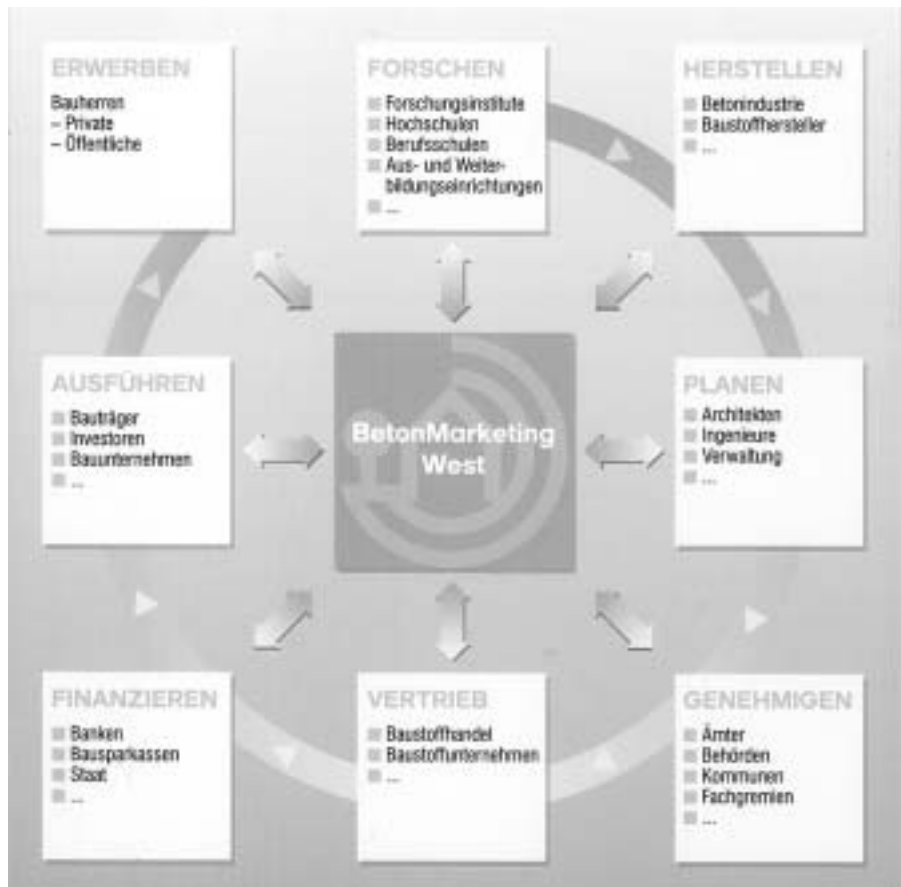 ERWERBEN
Bauherren
– Private
– Öffentliche
FORSCHEN
Forschungsinstitute
Hochschulen
Berufsschulen
Aus- und Weiter-
bildungseinrichtungen
...
HERSTELLEN
Betonindustrie
Baustoffhersteller
...
AUSFÜHREN
Bauträger
Investoren
Bauunternehmen
...
BetonMarketing
West
PLANEN
Architekten
Ingenieure
Verwaltung
...
FINANZIEREN
Banken
Bausparkassen
Staat
...
VERTRIEB
Baustoffhandel
Baustoffunternehmen
...
GENEHMIGEN
Ämter
Behörden
Kommunen
Fachgremien
...